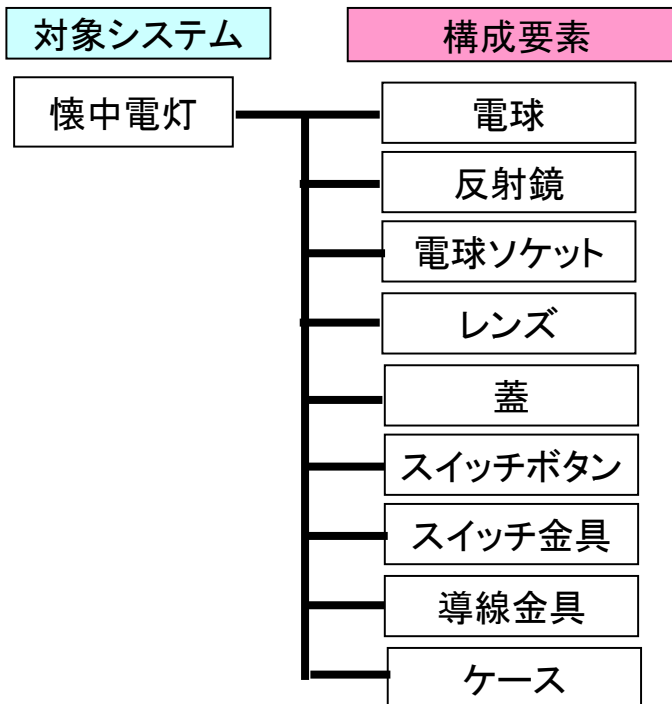 対象システム
構成要素
懐中電灯
電球
反射鏡
電球ソケット
レンズ
蓋
スイッチボタン
スイッチ金具
導線金具
ケース